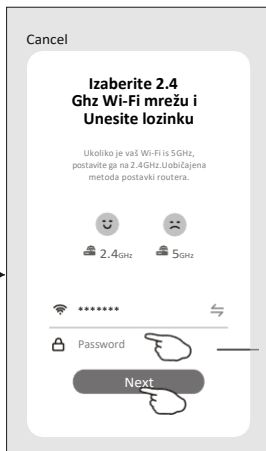 Cancel
Izaberite 2.4
Ghz Wi-Fi mrežu i
Unesite lozinku
Ukoliko je vaš Wi-Fi is 5GHz,
postavite ga na 2.4GHz.Uobičajena
metoda postavki routera.
2.4GHz 5GHz
*******
Password
Next